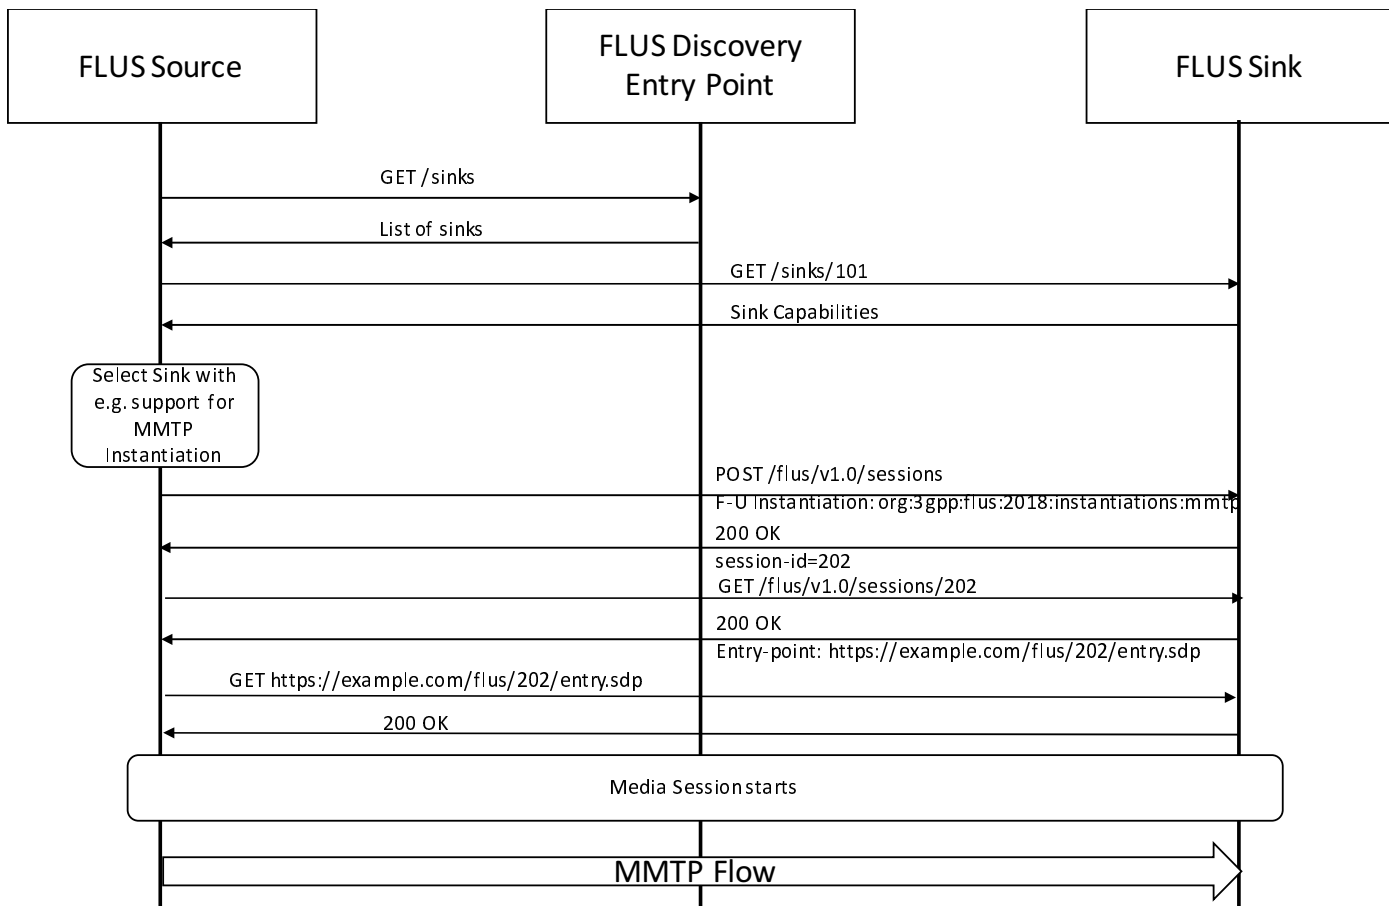 FLUS Source
FLUS Discovery
Entry Point
FLUS Sink
GET /sinks
List of sinks
GET /sinks/101
Sink Capabilities
Select Sink with
e.g. support for
MMTP
Instantiation
POST /flus/v1.0/sessions
F-U Instantiation: org:3gpp:flus:2018:instantiations:mmtp
200 OK
session-id=202
GET /flus/v1.0/sessions/202
200 OK
Entry-point: https://example.com/flus/202/entry.sdp
GET https://example.com/flus/202/entry.sdp
200 OK
Media Session starts
MMTP Flow